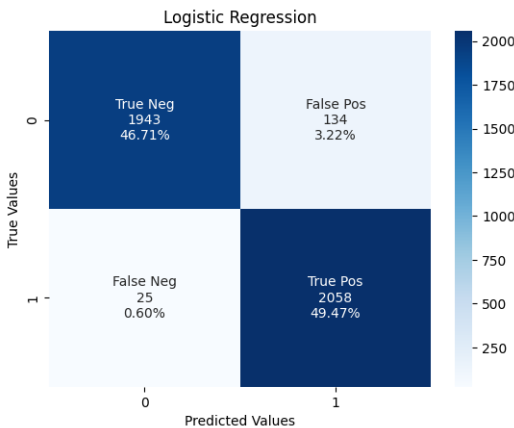 Logistic Regression
True Neg
1943
46.71%
False Pos
134
3.22%
False Neg
25
0.60%
True Pos
2058
49.47%
0
1
True Values
0
1
Predicted Values
2000
1750
1500
1250
1000
750
500
250